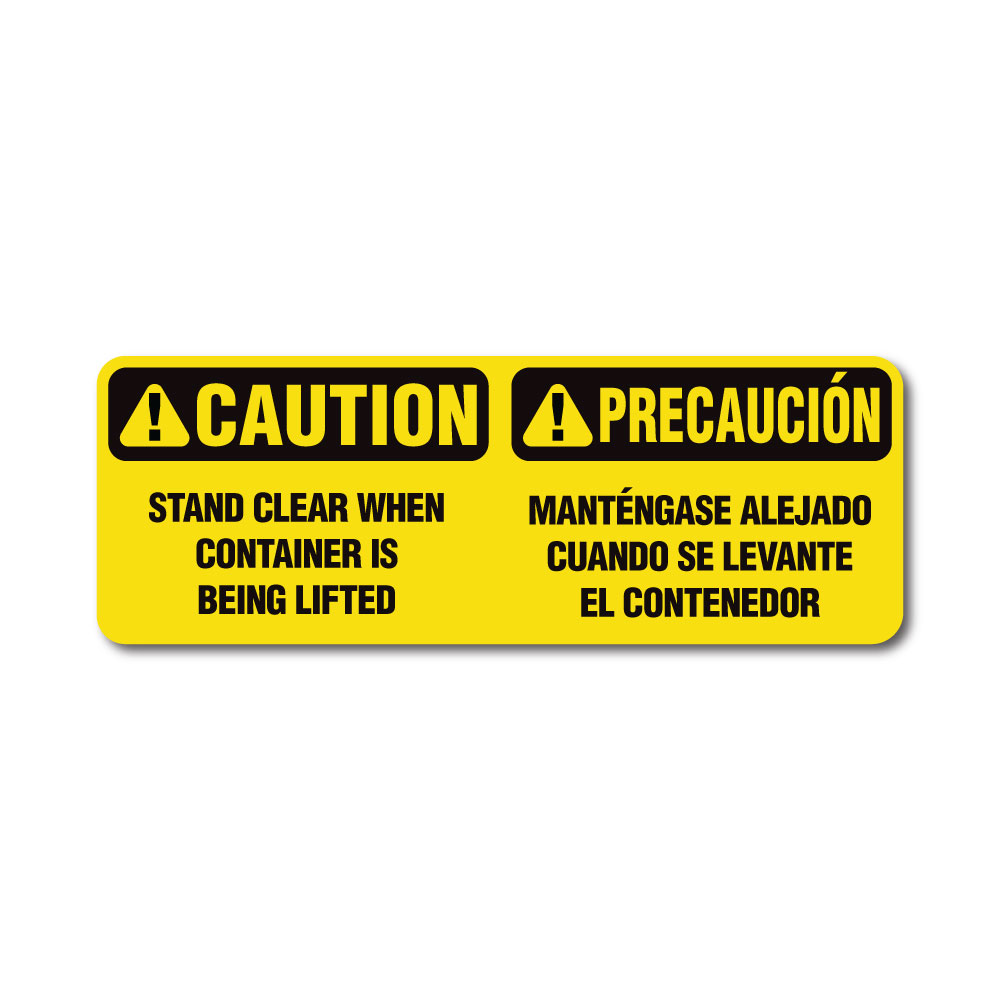 CAUTION
STAND CLEAR WHEN
CONTAINER IS
BEING LIFTED
PRECAUCIÓN
MANTÉNGASE ALEJADO
CUANDO SE LEVANTE
EL CONTENEDOR